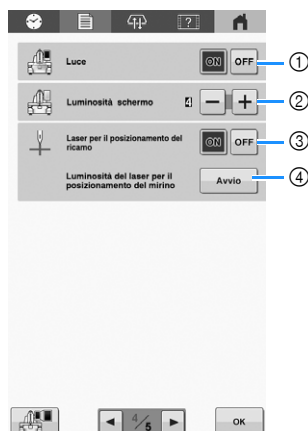 Luce ON OFF ①
Luminosità schermo 4 − + ②
Laser per il posizionamento del ricamo ON OFF ③
Luminosità del laser per il posizionamento del mirino Avvio ④
4/5 OK